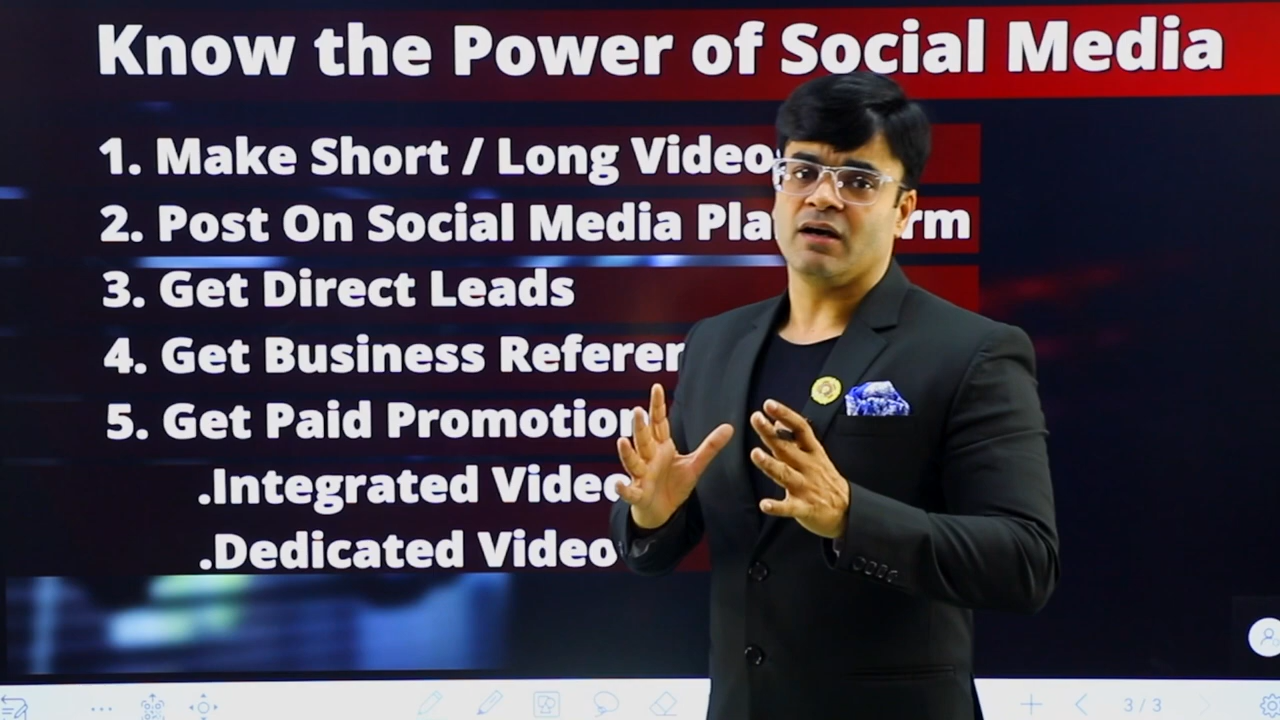 Know the Power of Social Media
1. Make Short / Long Video
2. Post On Social Media
3. Get Direct Leads
4. Get Business
5. Get Paid Promotion
.Integrated Video
.Dedicated Video
3/3